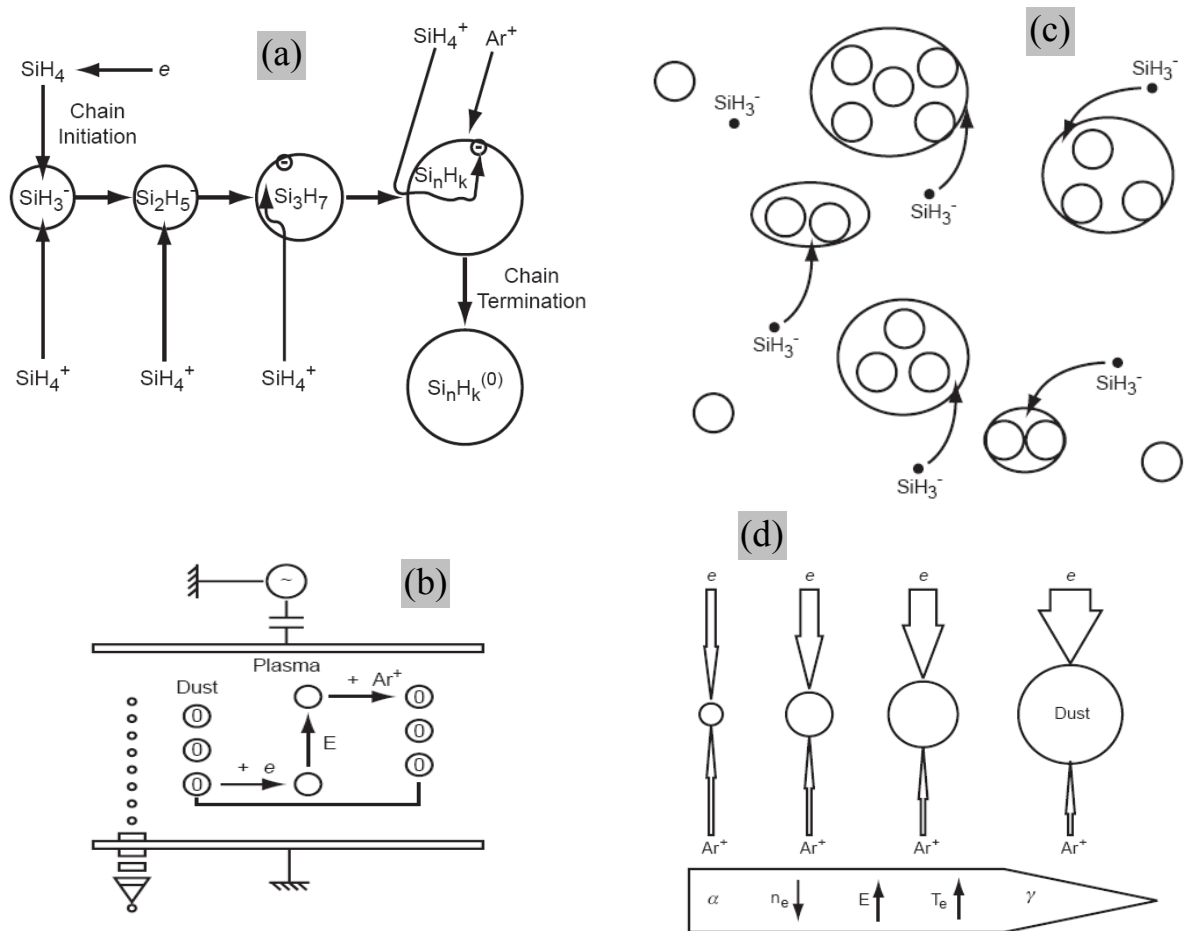 (a)
SiH₄⁺
Ar⁺
SiH₄
e
Chain
Initiation
SiH₃⁻
Si₂H₅⁻
Si₃H₇
-
SiₙHₖ
-
Chain
Termination
SiₙHₖ⁽⁰⁾
SiH₄⁺
SiH₄⁺
SiH₄⁺
(c)
SiH₃⁻
SiH₃⁻
SiH₃⁻
SiH₃⁻
SiH₃⁻
SiH₃⁻
(b)
~
Plasma
Dust
+ Ar⁺
0
0
0
0
0
0
E
+ e
(d)
e
e
e
e
Dust
Ar⁺
Ar⁺
Ar⁺
Ar⁺
α
nₑ
E
Tₑ
γ